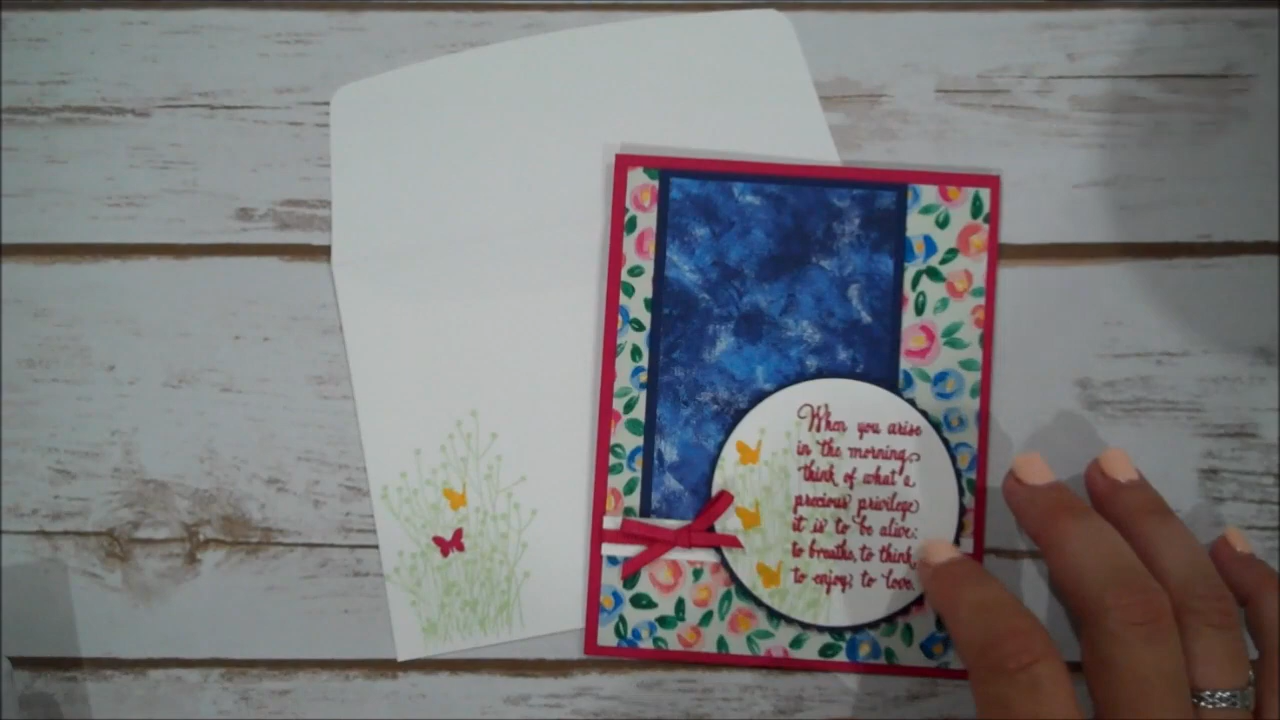 When you arise
in the morning,
think of what a
precious privilege
it is to be alive:
to breathe, to think,
to enjoy, to love.